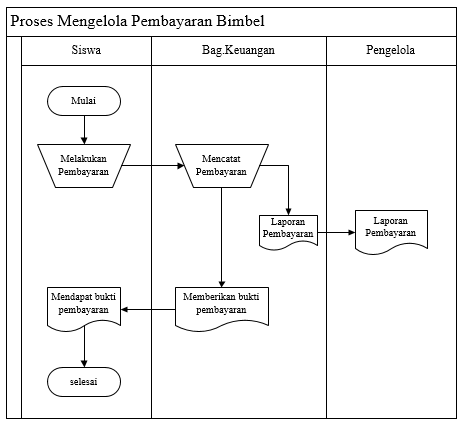 Proses Mengelola Pembayaran Bimbel
Siswa
Bag.Keuangan
Pengelola
Mulai
Melakukan
Pembayaran
Mencatat
Pembayaran
Laporan
Pembayaran
Laporan
Pembayaran
Mendapat bukti
pembayaran
Memberikan bukti
pembayaran
selesai